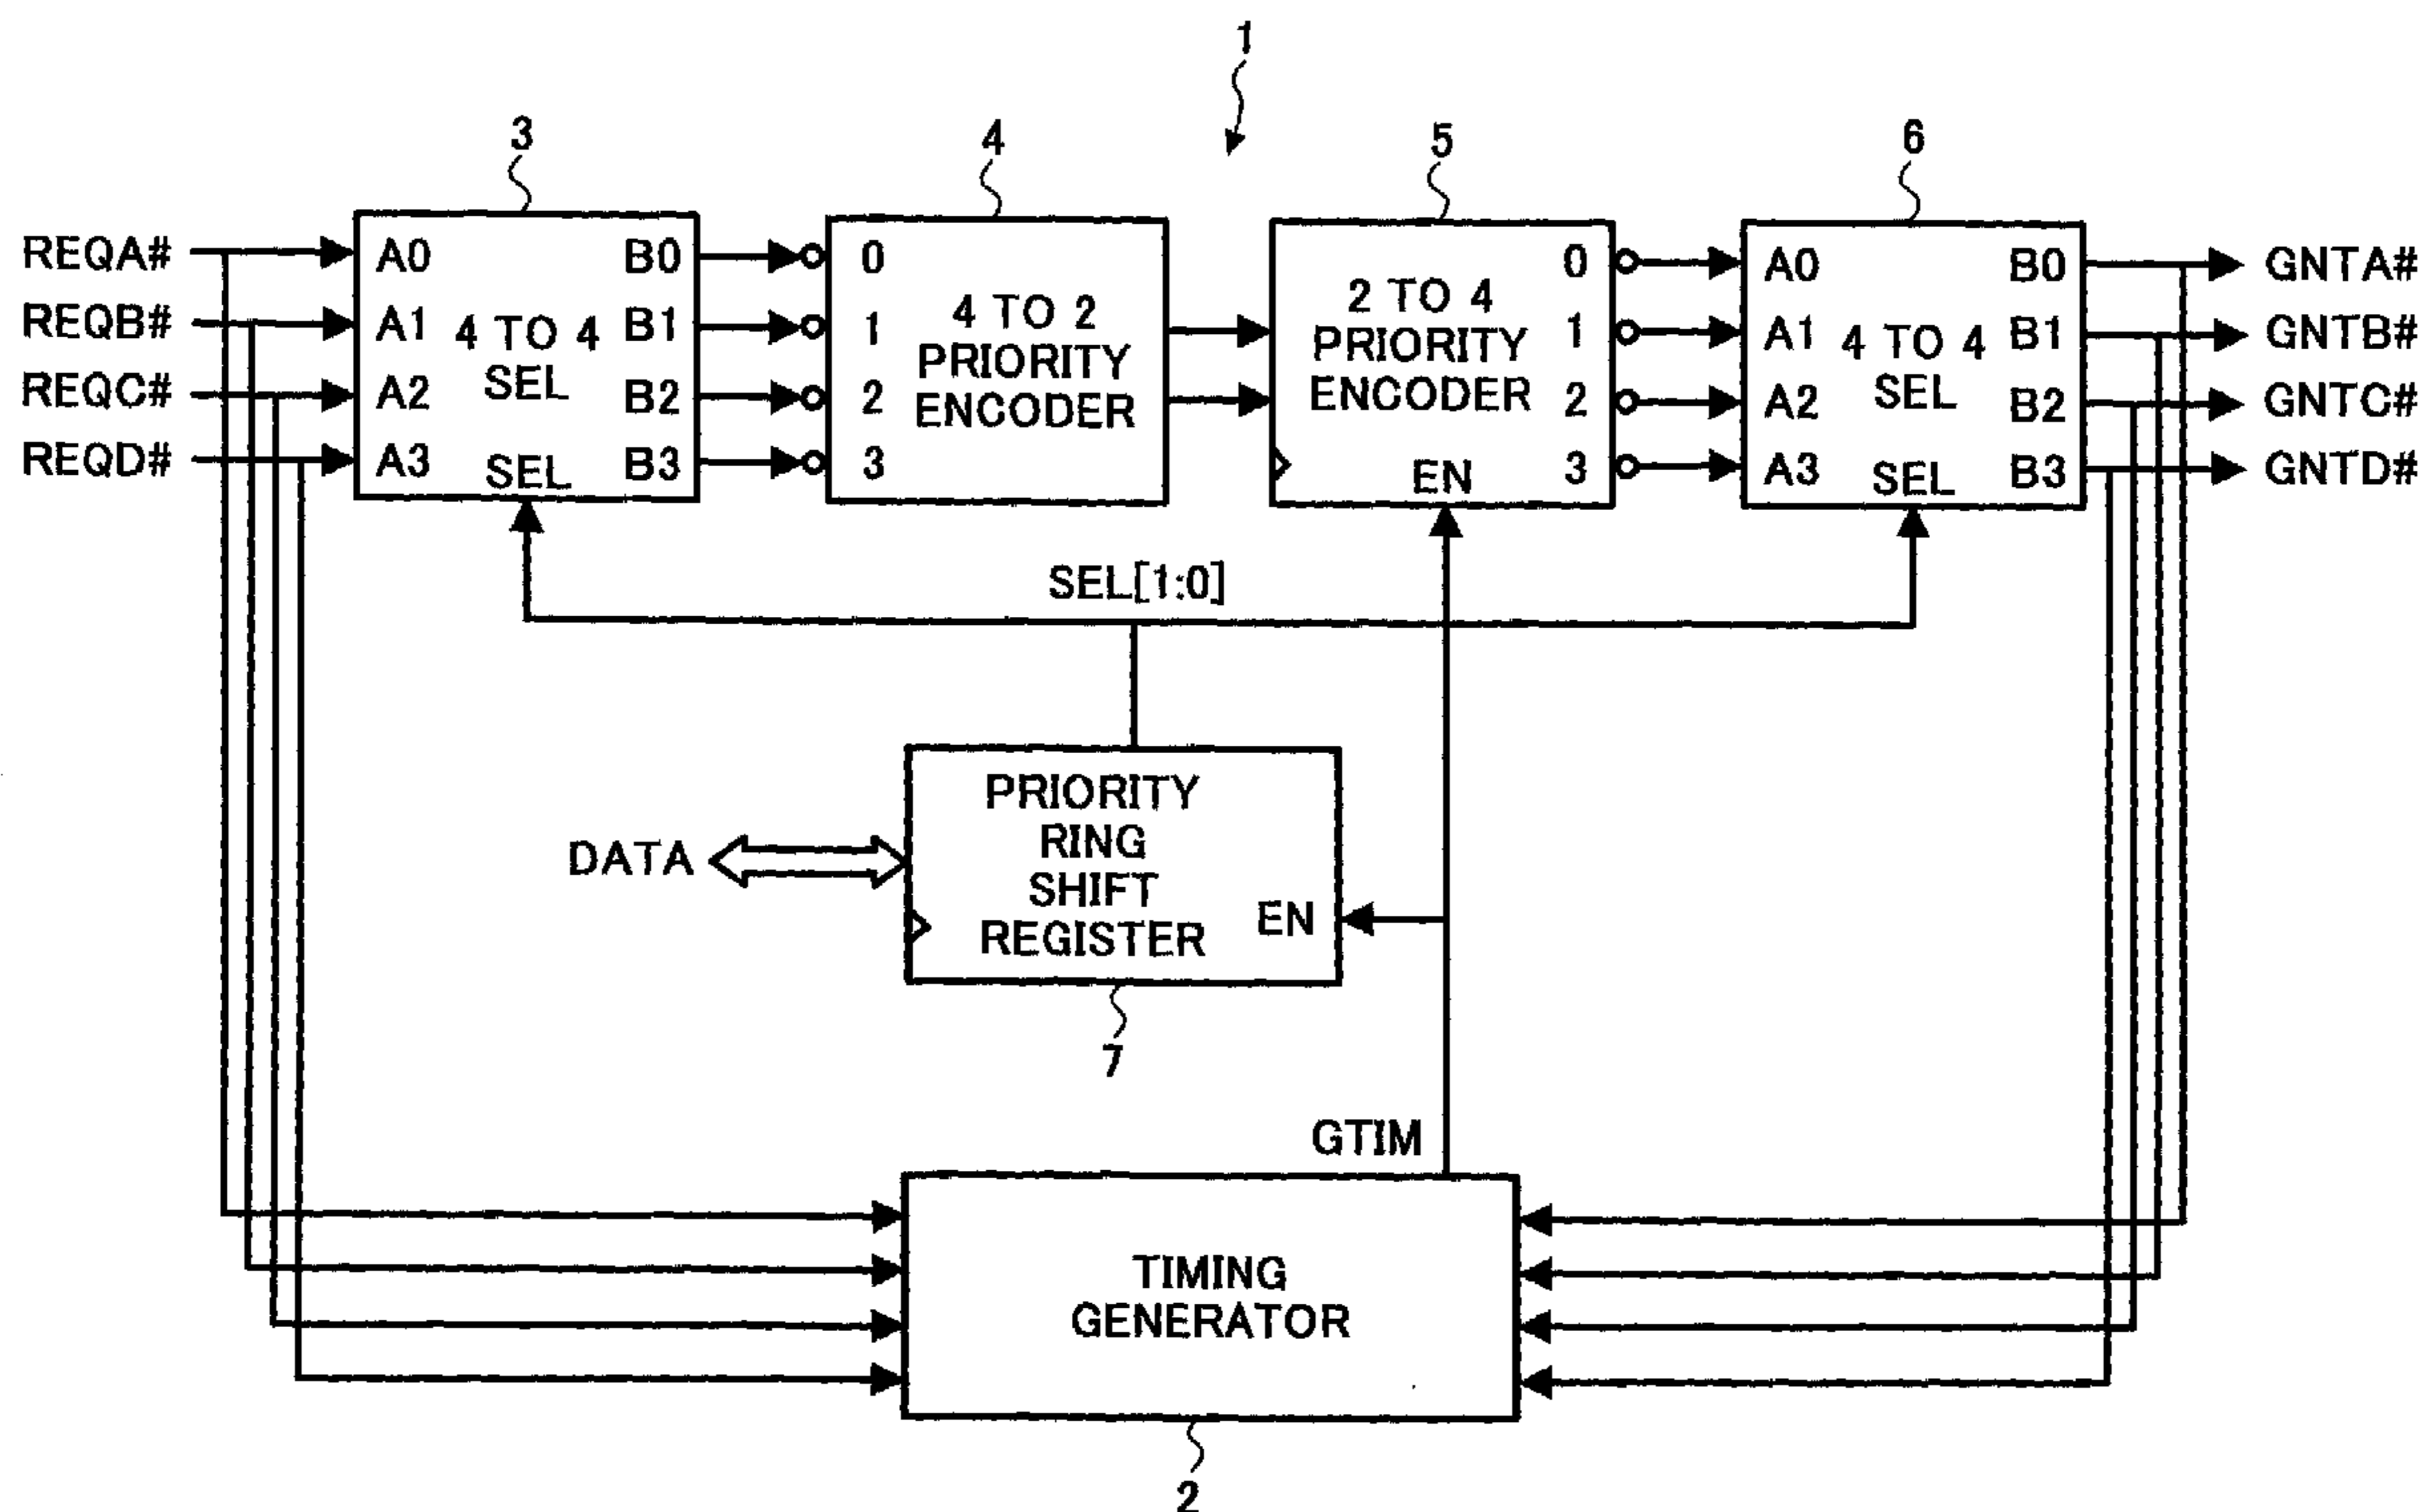 1
3
4
5
6
REQA#
REQB#
REQC#
REQD#
A0
A1
A2
A3
4 TO 4
SEL
SEL
B0
B1
B2
B3
0
1
2
3
4 TO 2
PRIORITY
ENCODER
2 TO 4
PRIORITY
ENCODER
EN
0
1
2
3
A0
A1
A2
A3
4 TO 4
SEL
SEL
B0
B1
B2
B3
GNTA#
GNTB#
GNTC#
GNTD#
SEL[1:0]
DATA
PRIORITY
RING
SHIFT
REGISTER
EN
7
GTIM
TIMING
GENERATOR
2